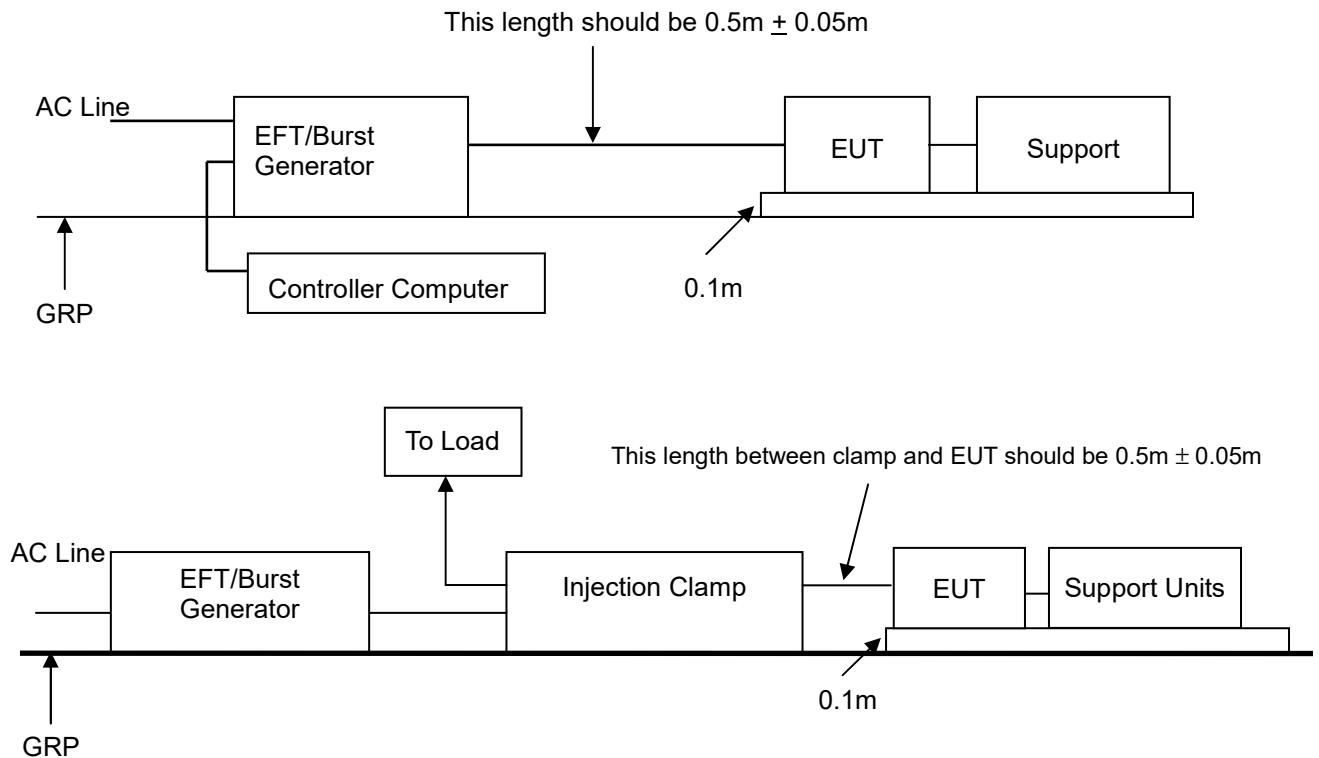 This length should be 0.5m ± 0.05m
AC Line
EFT/Burst
Generator
EUT
Support
Controller Computer
0.1m
GRP
To Load
This length between clamp and EUT should be 0.5m ± 0.05m
AC Line
EFT/Burst
Generator
Injection Clamp
EUT
Support Units
0.1m
GRP